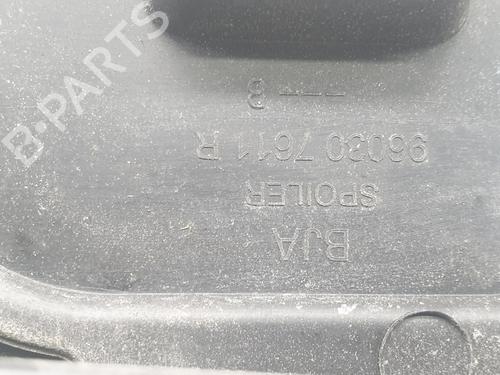 BJA
SPOILER
96030 7611 R
--- 8
B-PARTS